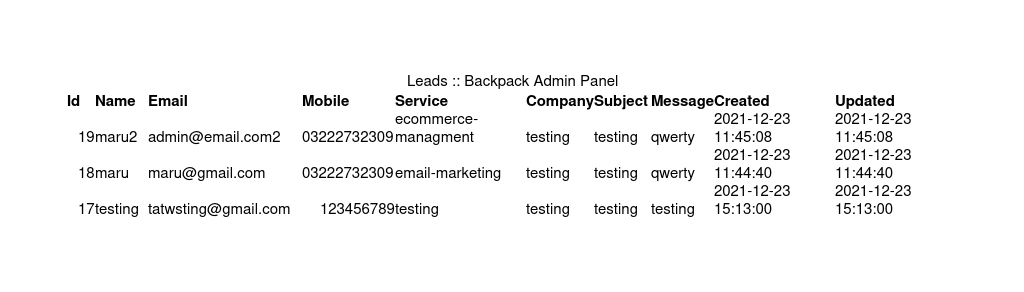 Leads :: Backpack Admin Panel
Id Name Email Mobile Service Company Subject Message Created Updated
ecommerce- 2021-12-23 2021-12-23
19 maru2 admin@email.com2 03222732309 managment testing testing qwerty 11:45:08 11:45:08
2021-12-23 2021-12-23
18 maru maru@gmail.com 03222732309 email-marketing testing testing qwerty 11:44:40 11:44:40
2021-12-23 2021-12-23
17 testing tatwsting@gmail.com 123456789 testing testing testing testing 15:13:00 15:13:00